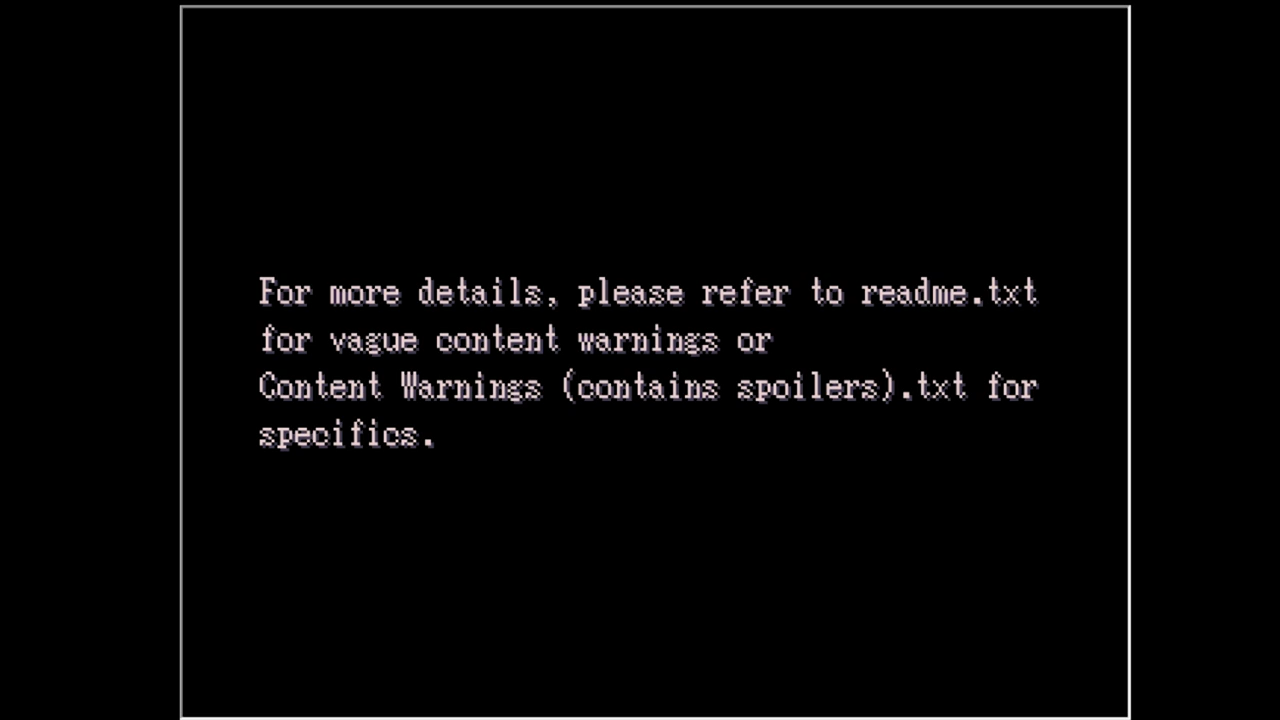 For more details, please refer to readme.txt
for vague content warnings or
Content Warnings (contains spoilers).txt for
specifics.